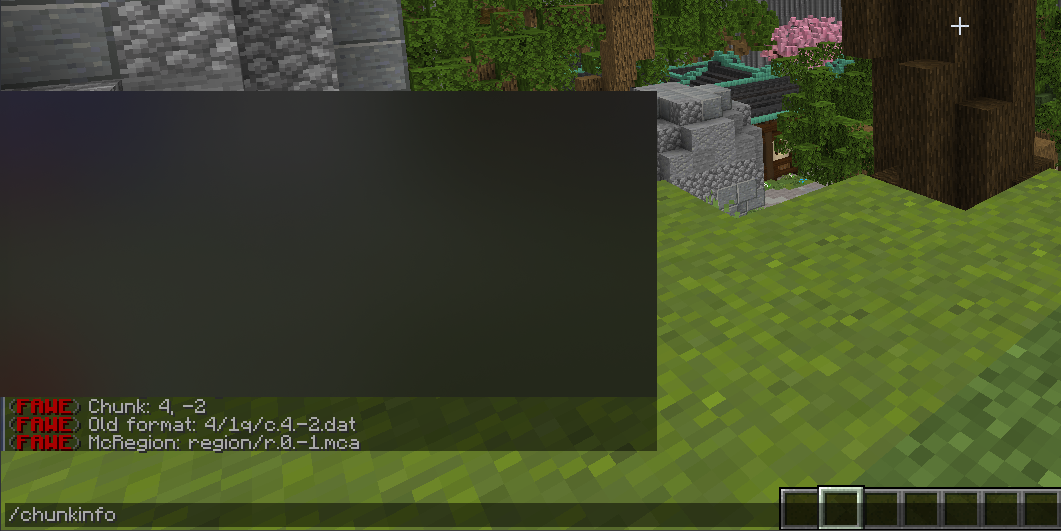 (FAWE) Chunk: 4, -2
(FAWE) Old format: 4/1q/c.4.-2.dat
(FAWE) McRegion: region/r.0.-1.mca
/chunkinfo